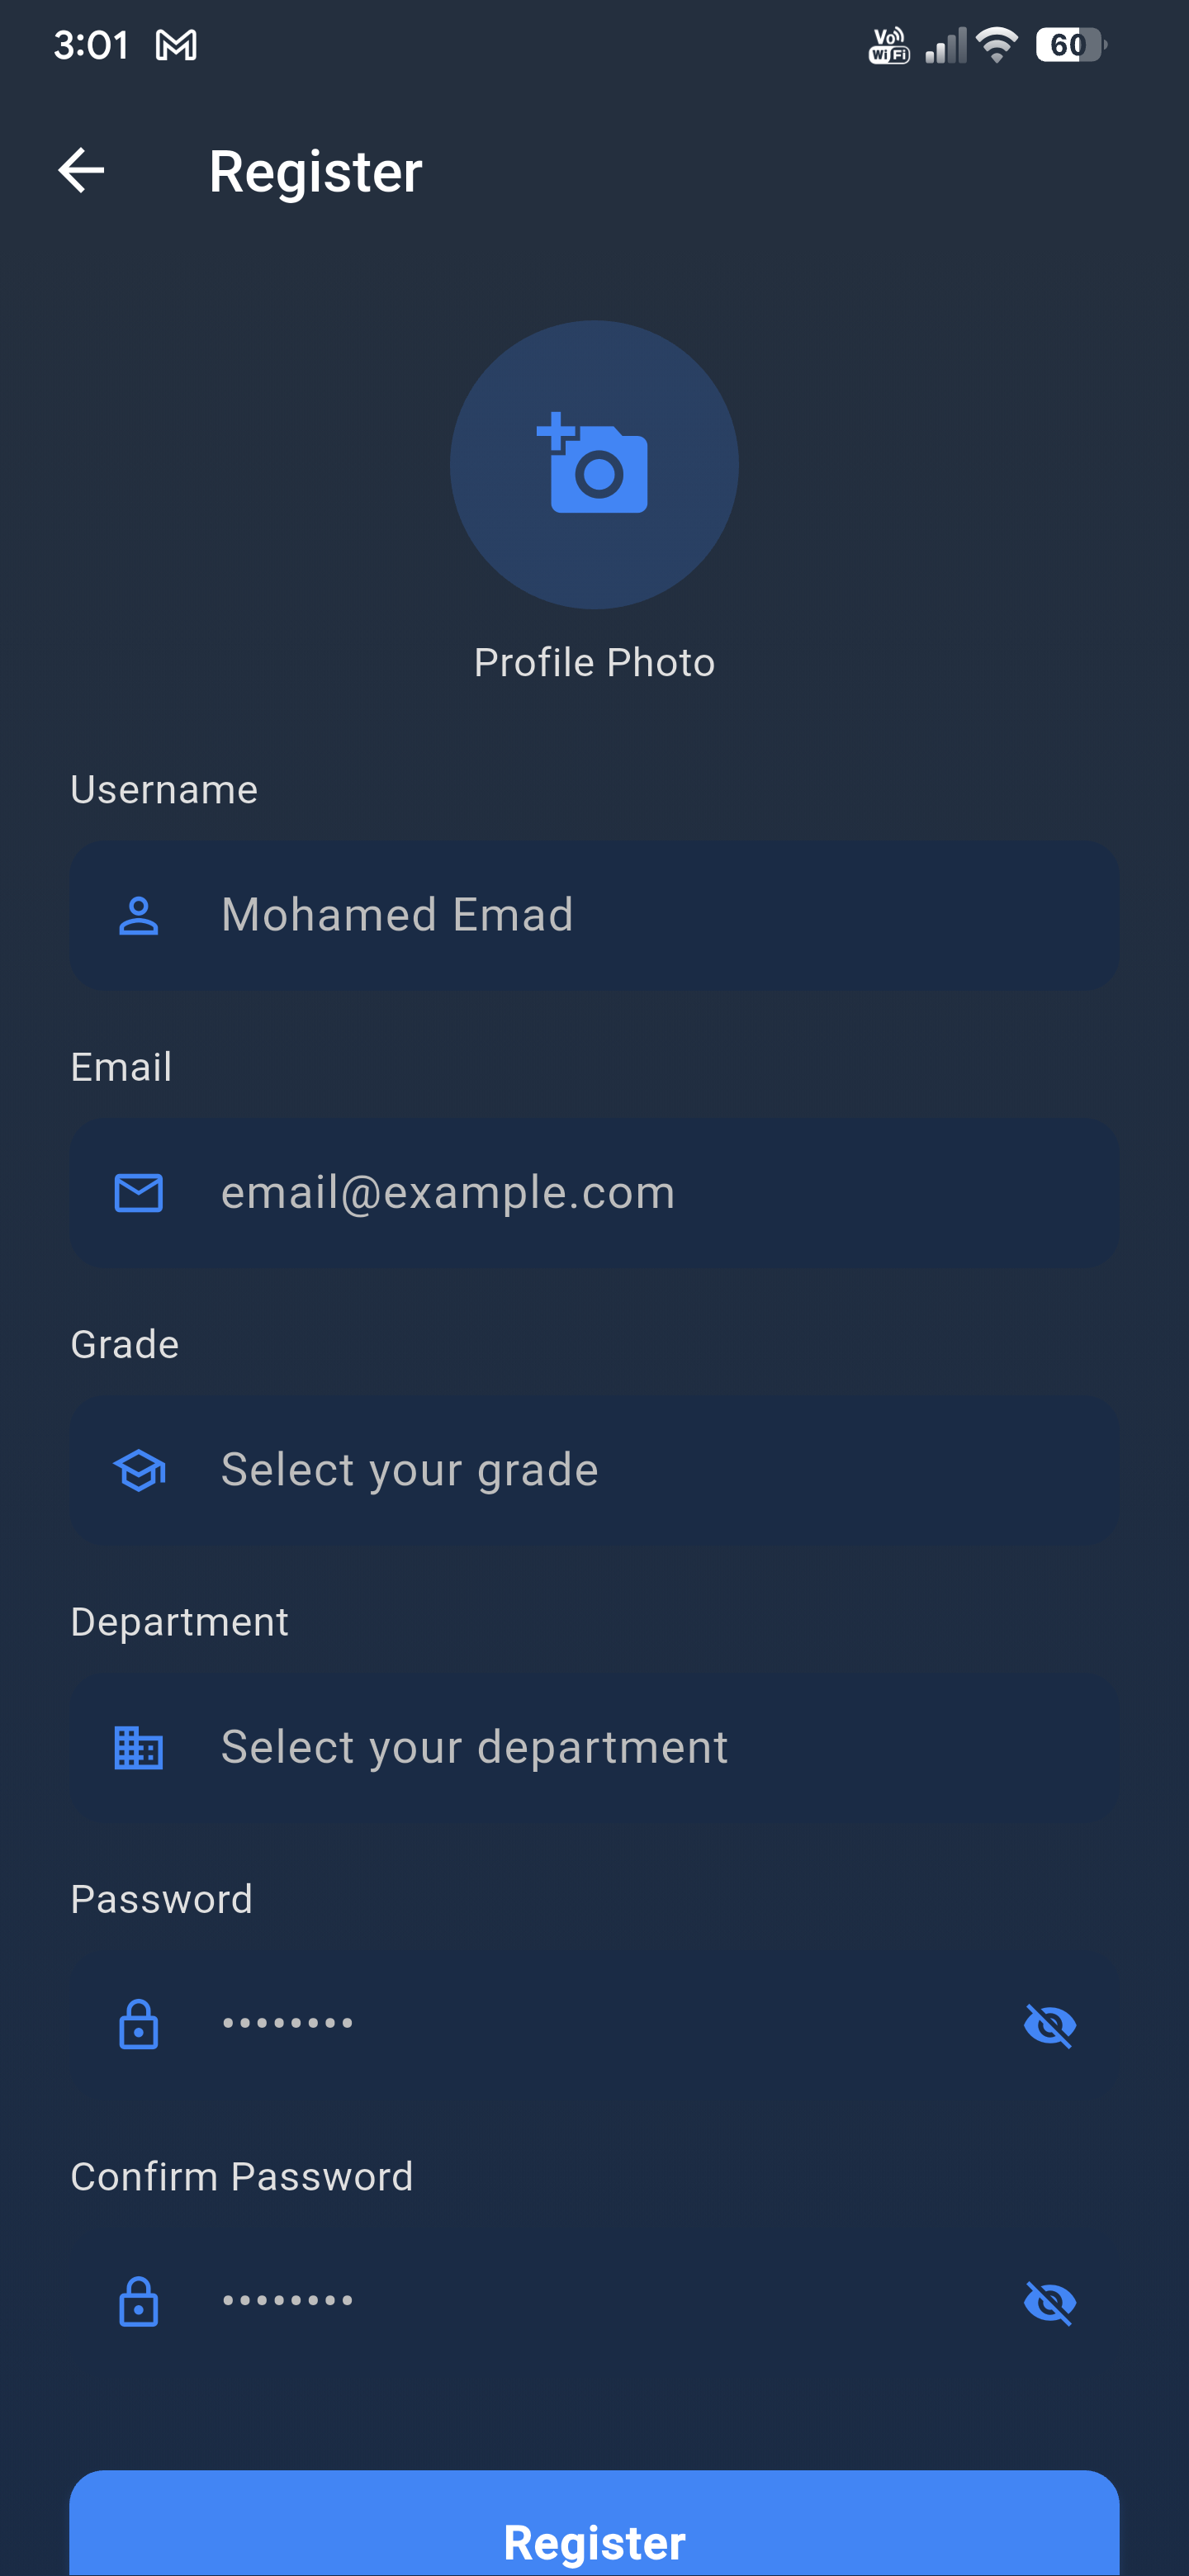 3:01
Vo
WiFi
60
Register
Profile Photo
Username
Mohamed Emad
Email
email@example.com
Grade
Select your grade
Department
Select your department
Password
••••••••
Confirm Password
••••••••
Register